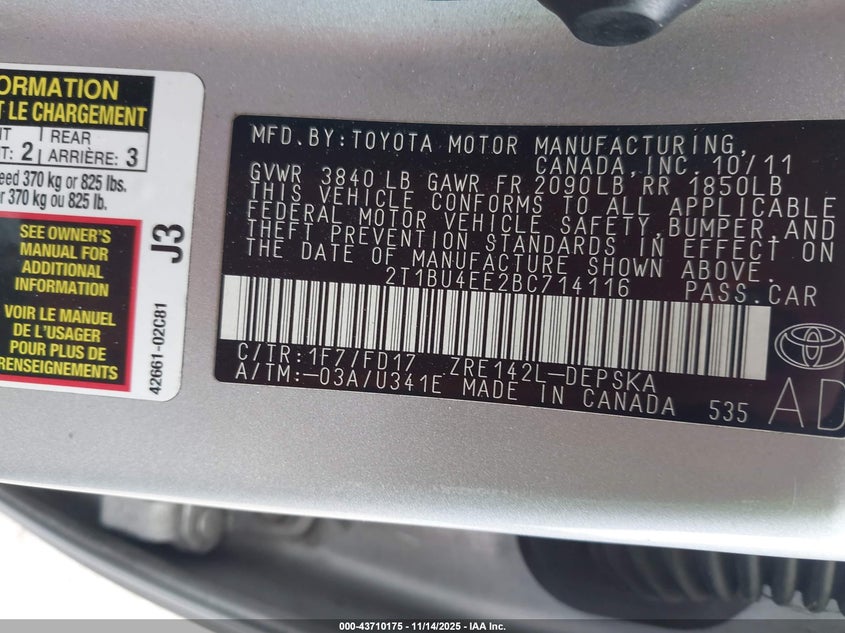 ORMATION
T LE CHARGEMENT
NT REAR
NT: 2 ARRIÈRE: 3
eed 370 kg or 825 lbs.
r 370 kg ou 825 lb.
SEE OWNER'S
MANUAL FOR
ADDITIONAL
INFORMATION
VOIR LE MANUEL
DE L'USAGER
POUR PLUS DE
RENSEIGNEMENTS
J3
42661-02C81
MFD. BY: TOYOTA MOTOR MANUFACTURING,
CANADA, INC. 10/11
GVWR 3840 LB GAWR FR 2090LB RR 1850LB
THIS VEHICLE CONFORMS TO ALL APPLICABLE
FEDERAL MOTOR VEHICLE SAFETY, BUMPER, AND
THEFT PREVENTION STANDARDS IN EFFECT ON
THE DATE OF MANUFACTURE SHOWN ABOVE.
2T1BU4EE2BC714116 PASS. CAR
C/TR: 1F7/FD17 ZRE142L-DEPSKA
A/TM: -03A/U341E MADE IN CANADA 535
AD
000-43710175 - 11/14/2025 - IAA Inc.